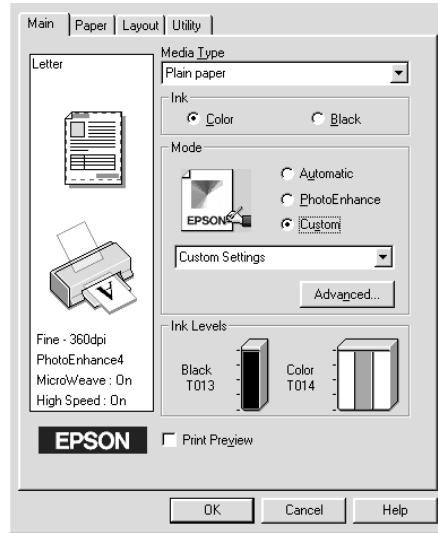 Main Paper Layout Utility
Letter
Media Type
Plain paper
Ink
Color Black
Mode
Automatic
PhotoEnhance
Custom
EPSON
Custom Settings
Advanced...
A
Fine - 360dpi
PhotoEnhance4
MicroWeave : On
High Speed : On
Ink Levels
Black
T013
Color
T014
EPSON
Print Preview
OK Cancel Help